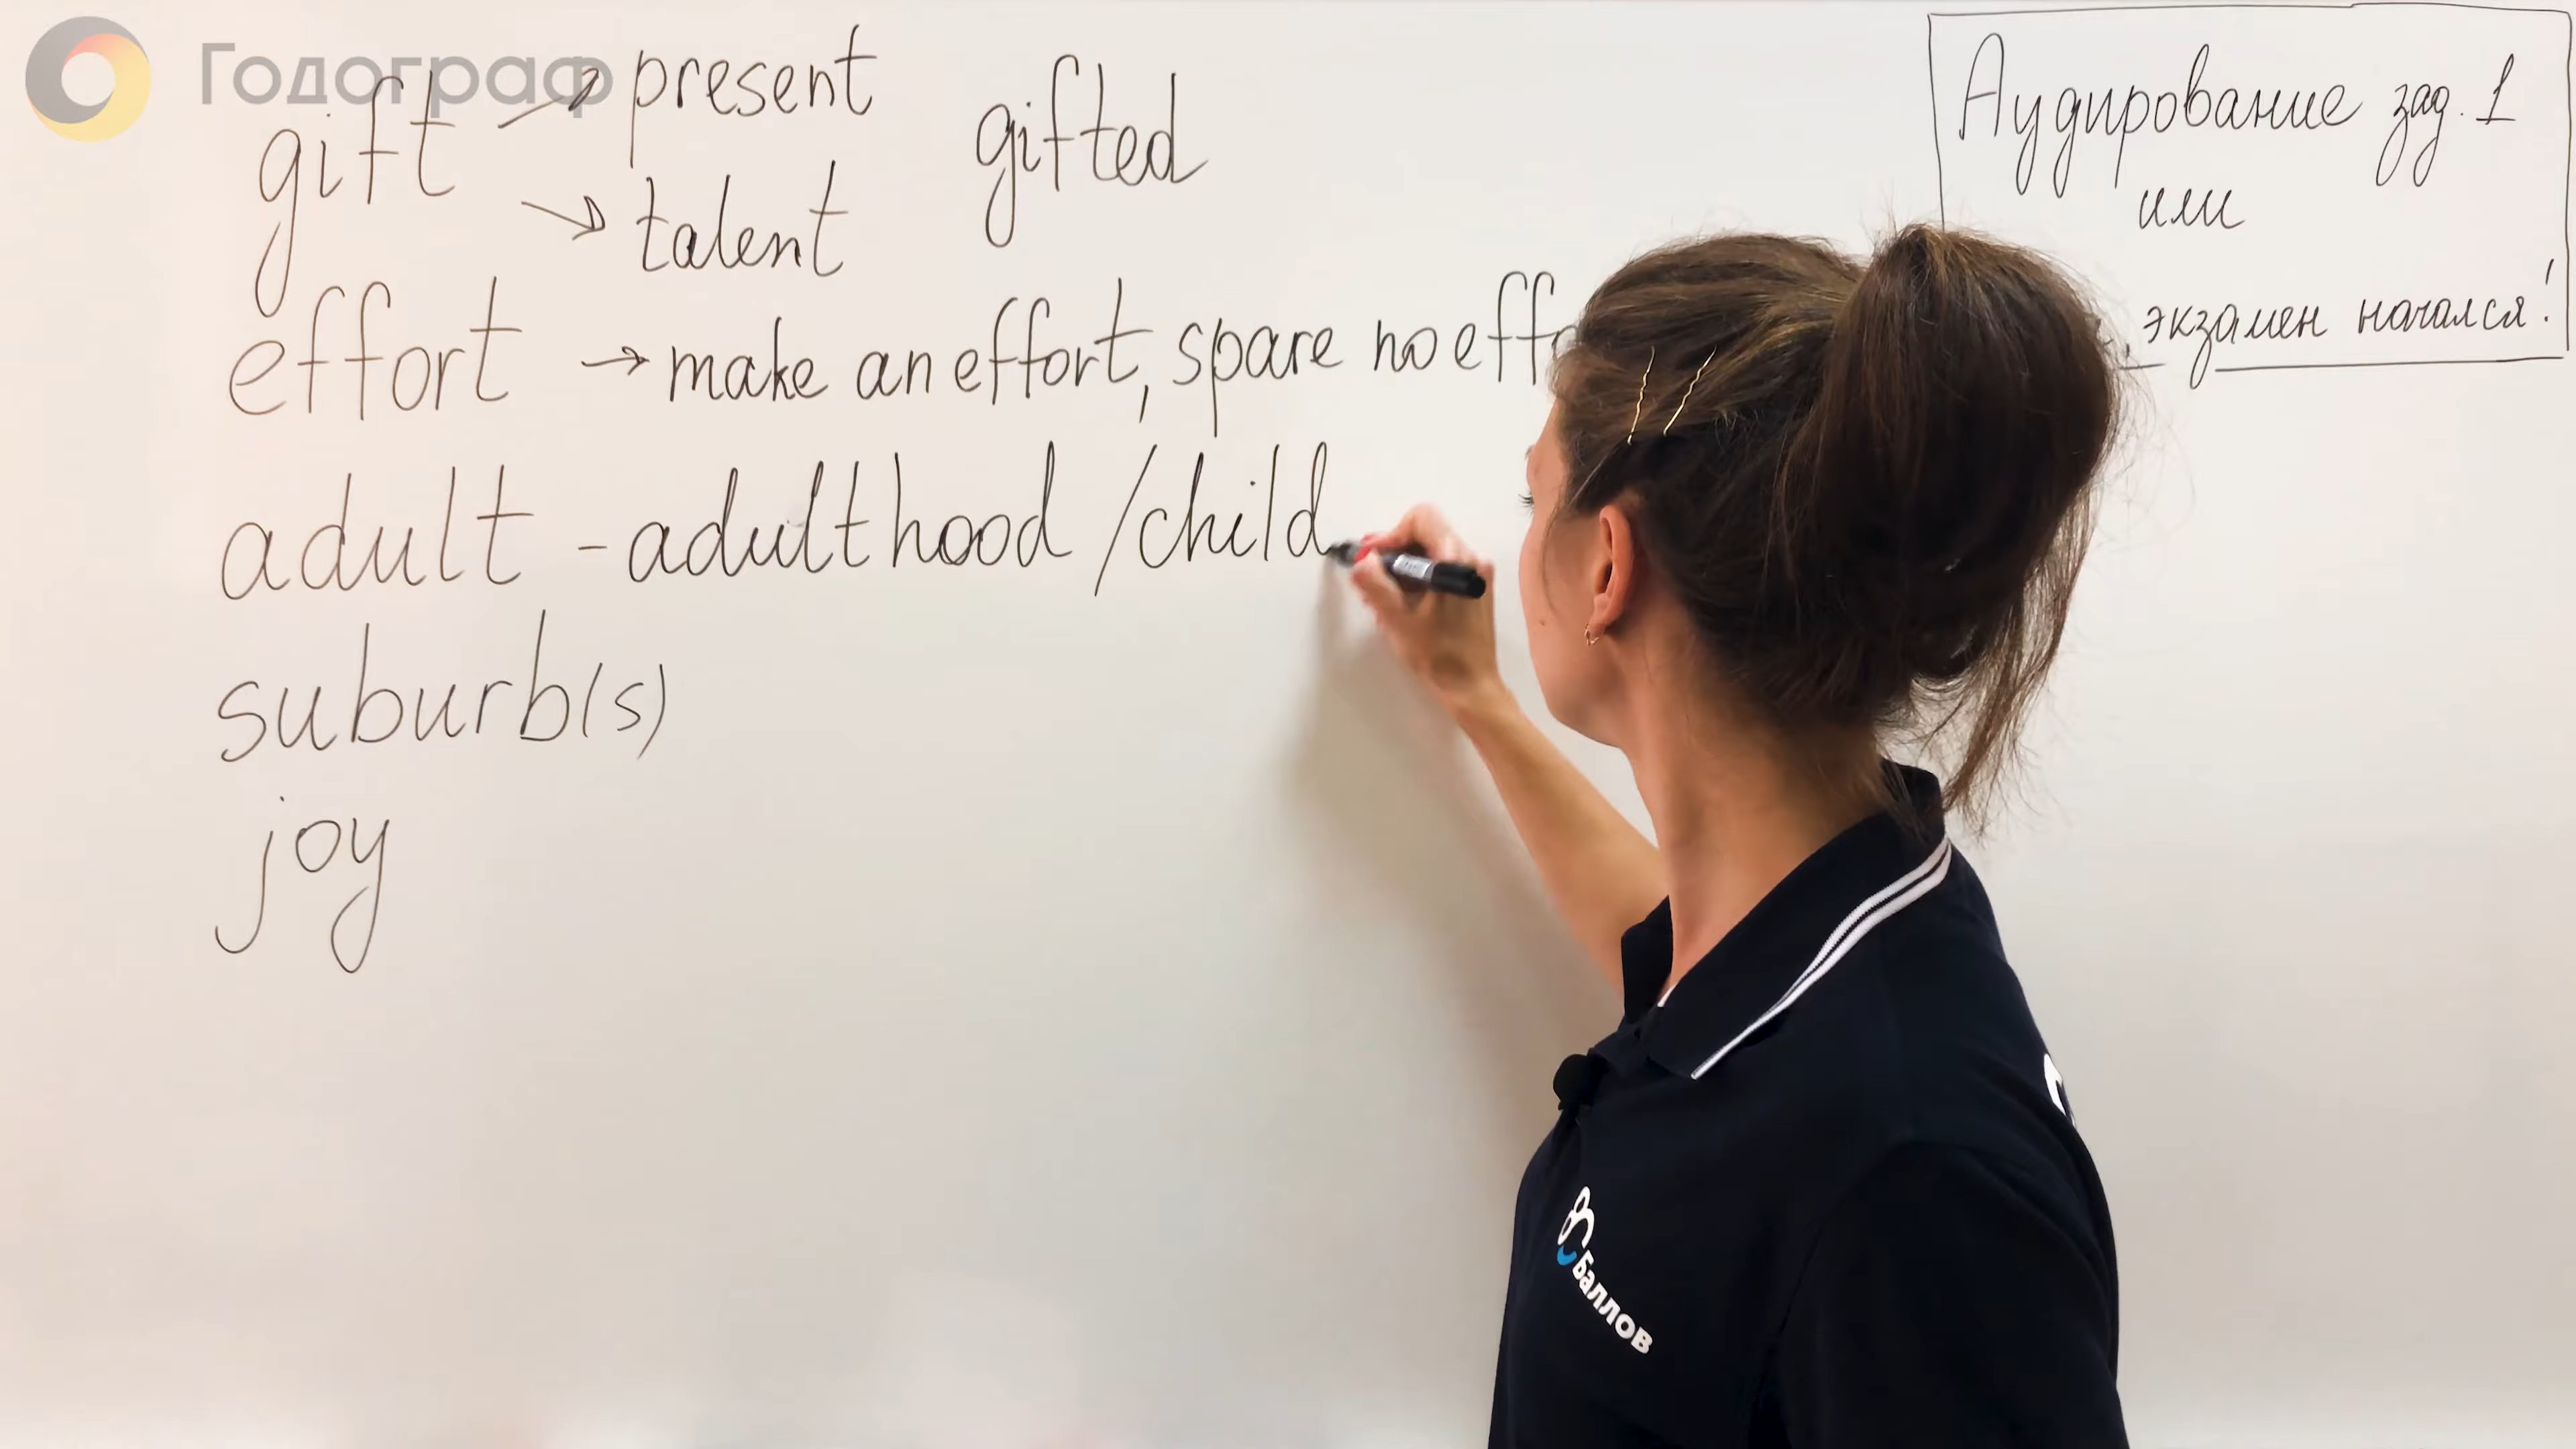 Годограф
gift → present
→ talent
gifted
effort → make an effort, spare no
adult - adulthood / child
suburb(s)
joy
Аудирование зад. 1
или
экзамен начался!
Баллов